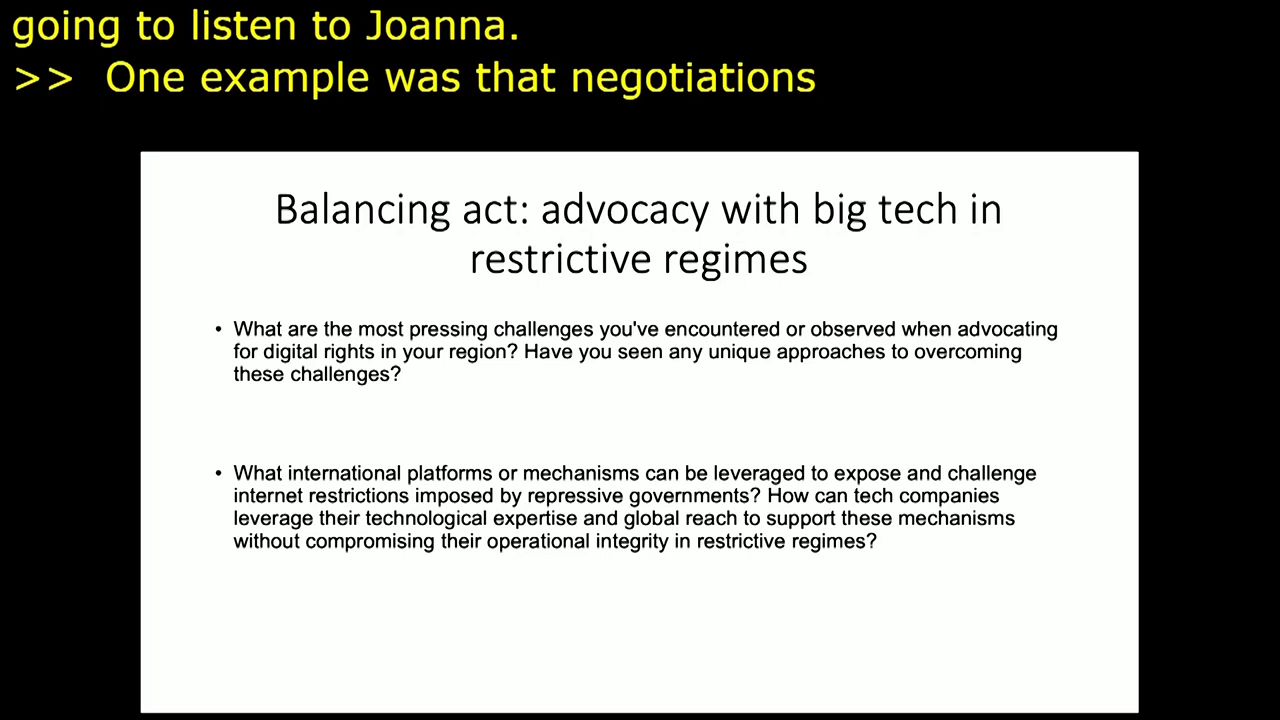 going to listen to Joanna.
>>  One example was that negotiations
Balancing act: advocacy with big tech in
restrictive regimes
• What are the most pressing challenges you've encountered or observed when advocating
for digital rights in your region? Have you seen any unique approaches to overcoming
these challenges?
• What international platforms or mechanisms can be leveraged to expose and challenge
internet restrictions imposed by repressive governments? How can tech companies
leverage their technological expertise and global reach to support these mechanisms
without compromising their operational integrity in restrictive regimes?